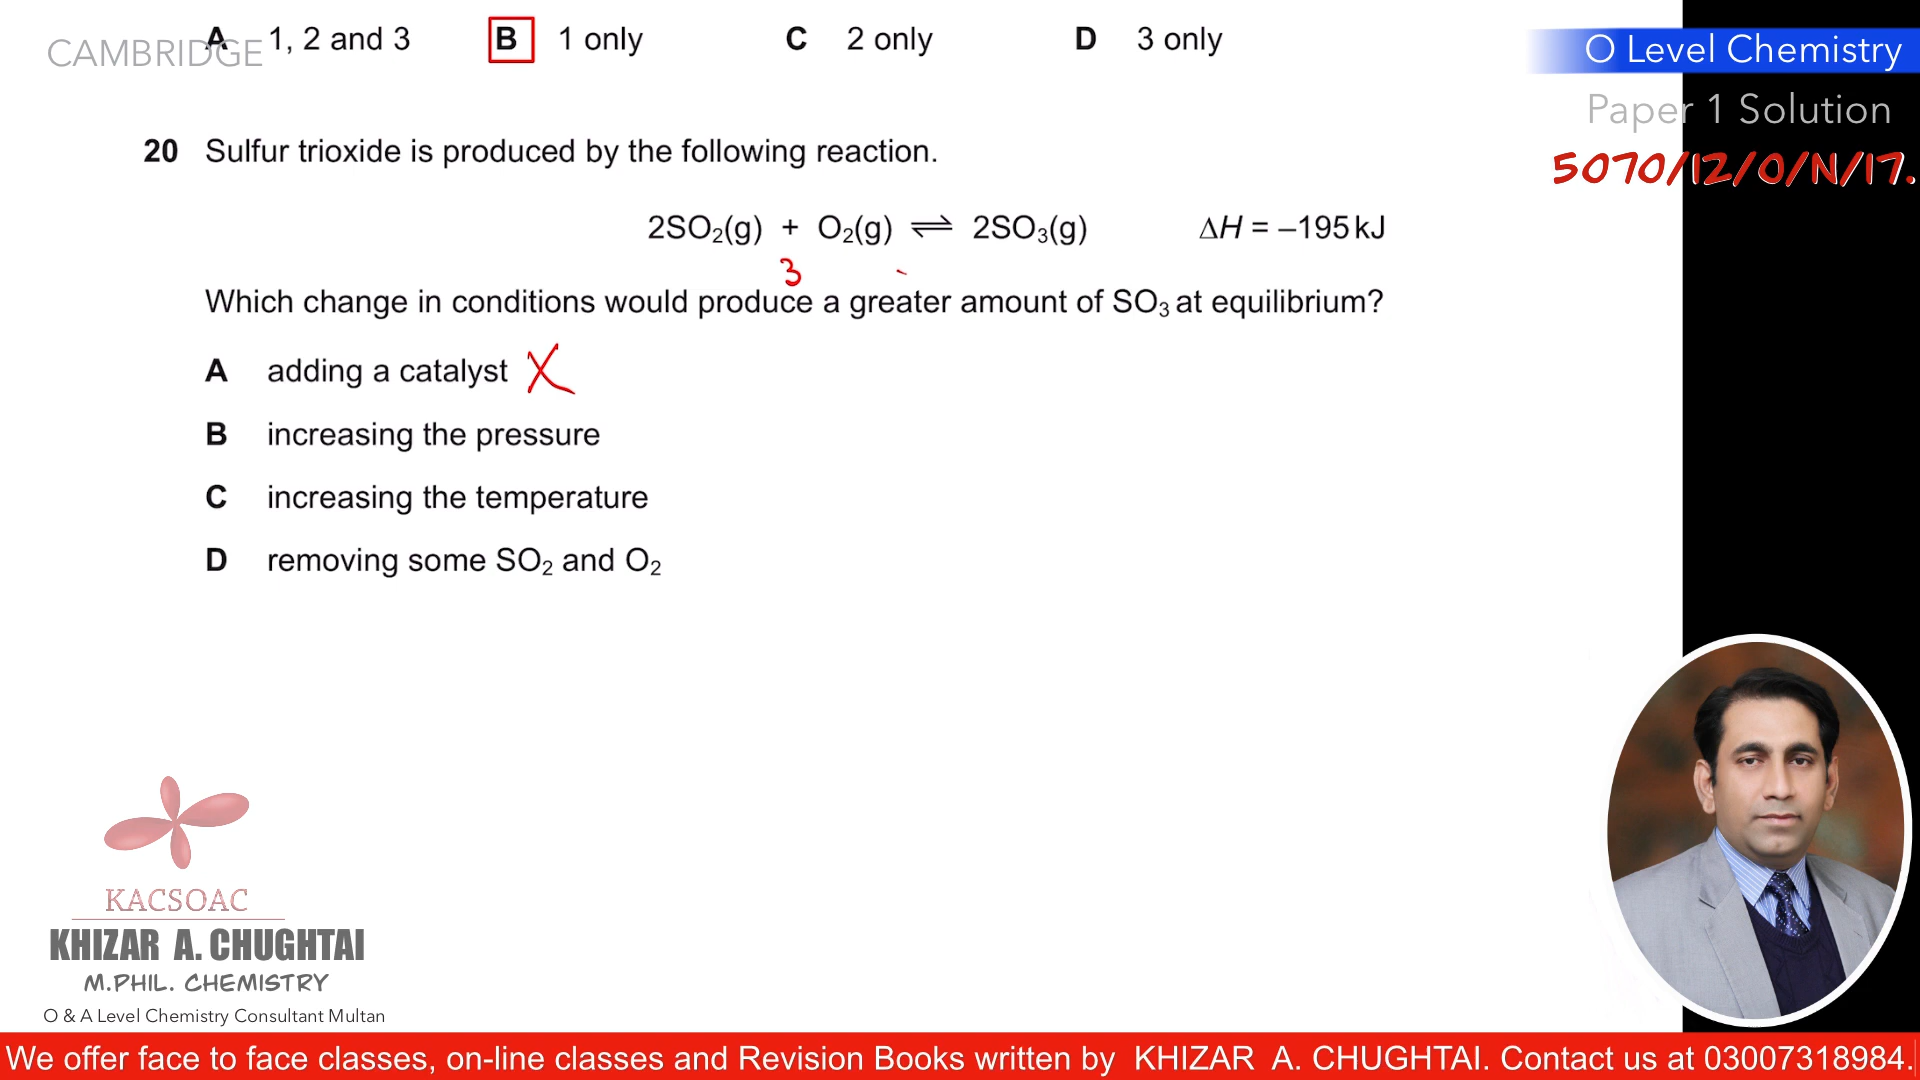 CAMBRIDGE
A 1, 2 and 3 B 1 only C 2 only D 3 only
O Level Chemistry
Paper 1 Solution
5070/12/O/N/17.
20 Sulfur trioxide is produced by the following reaction.
2SO₂(g) + O₂(g) ⇌ 2SO₃(g) ΔH = –195 kJ
3
Which change in conditions would produce a greater amount of SO₃ at equilibrium?
A adding a catalyst X
B increasing the pressure
C increasing the temperature
D removing some SO₂ and O₂
KACSOAC
KHIZAR A. CHUGHTAI
M.PHIL. CHEMISTRY
O & A Level Chemistry Consultant Multan
We offer face to face classes, on-line classes and Revision Books written by KHIZAR A. CHUGHTAI. Contact us at 03007318984.